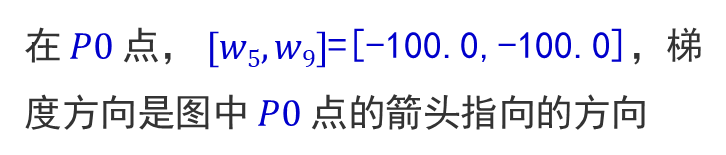 在 P0 点， [w₅,w₉]=[-100.0,-100.0]，梯
度方向是图中 P0 点的箭头指向的方向